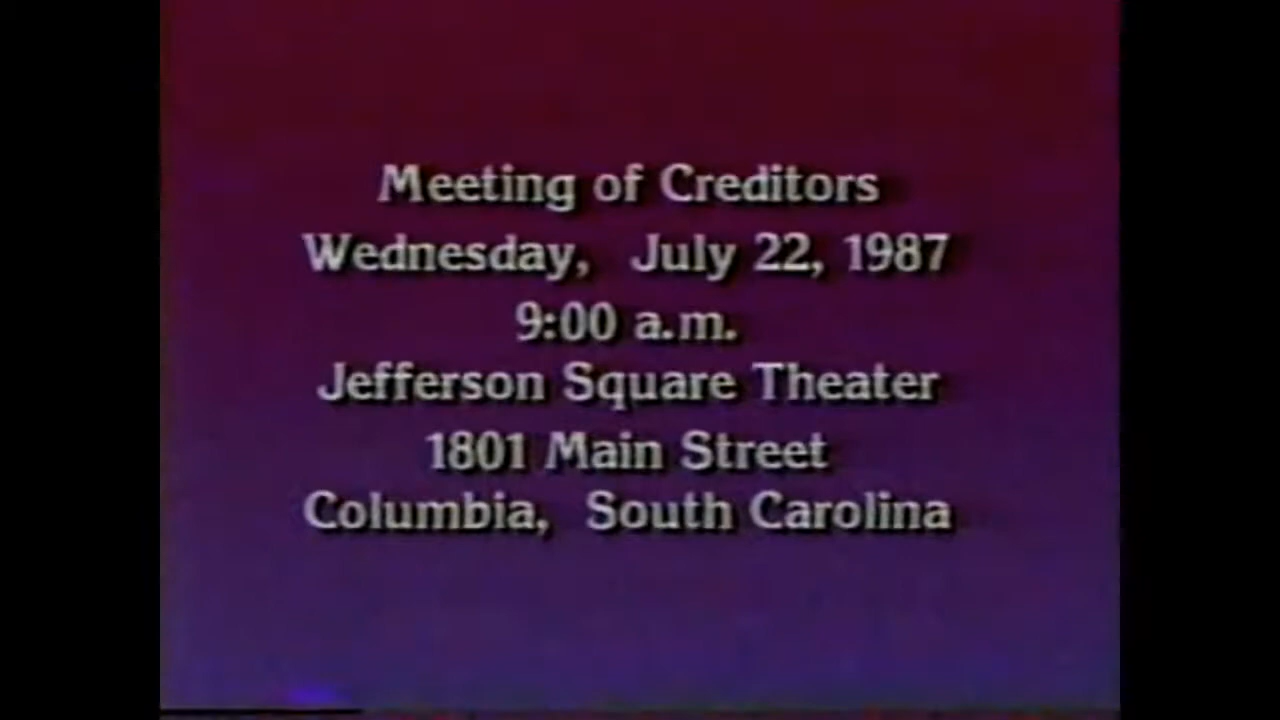 Meeting of Creditors
Wednesday, July 22, 1987
9:00 a.m.
Jefferson Square Theater
1801 Main Street
Columbia, South Carolina